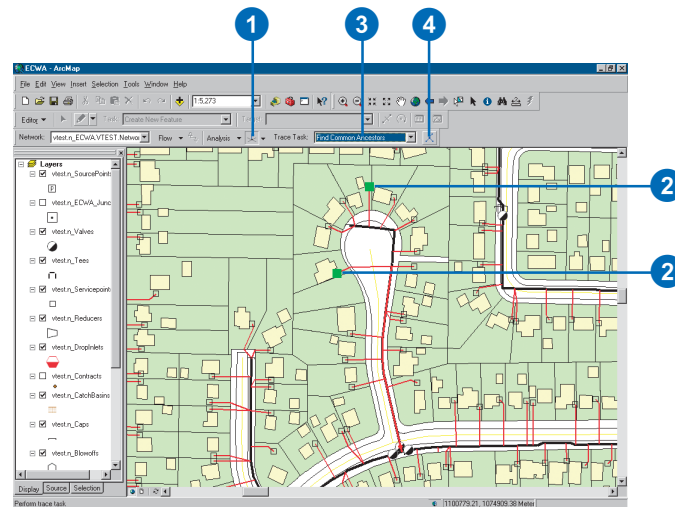 1
3
4
ECWA - ArcMap
File Edit View Insert Selection Tools Window Help
1:5,273
Editor Task: Create New Feature Target:
Network: vtest.n_ECWA.VTEST.Networ Flow Analysis Trace Task: Find Common Ancestors
Layers
vtest.n_SourcePoints
P
vtest.n_ECWA_Junc
vtest.n_Valves
vtest.n_Tees
vtest.n_Servicepoint
vtest.n_Reducers
vtest.n_DropInlets
vtest.n_Contracts
vtest.n_CatchBasins
vtest.n_Caps
vtest.n_Blowoffs
2
2
Display Source Selection
Perform trace task
1100779.21, 1074909.38 Meter